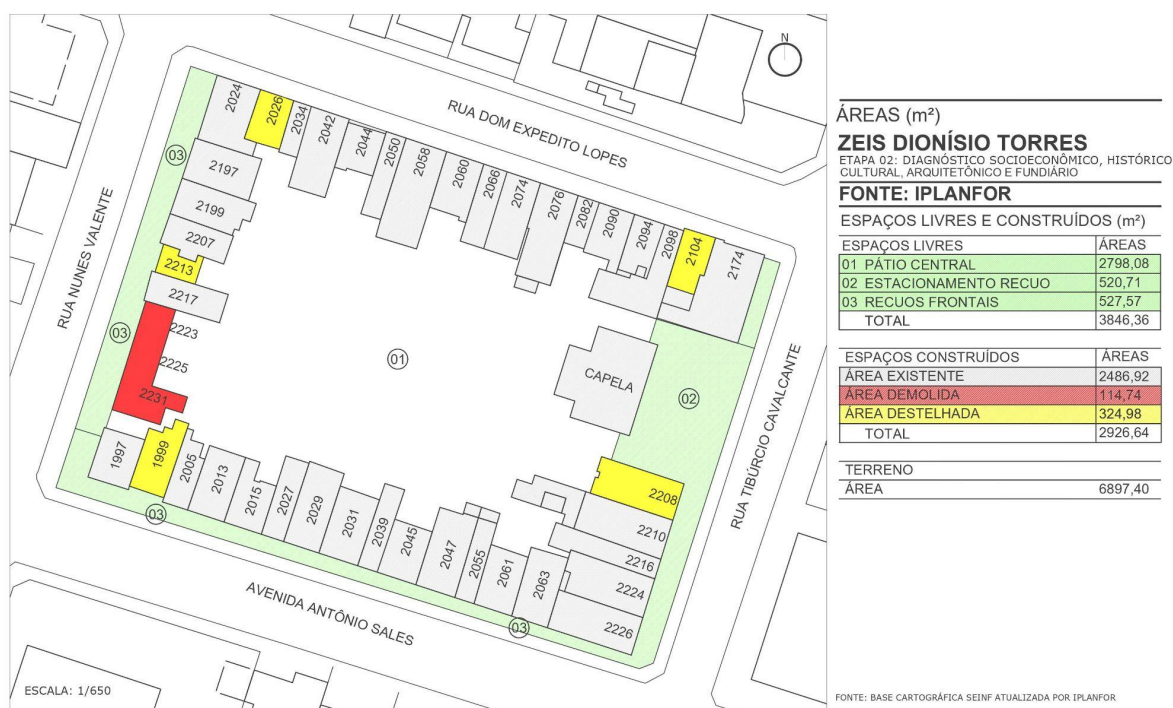 N
RUA DOM EXPEDITO LOPES
RUA NUNES VALENTE
RUA TIBÚRCIO CAVALCANTE
AVENIDA ANTÔNIO SALES
2024
2026
2034
2042
2044
2050
2058
2060
2066
2074
2076
2082
2090
2094
2098
2104
2174
03
2197
2199
2207
2213
2217
03
2223
2225
2231
01
CAPELA
02
1997
1999
2005
2013
2015
2027
2029
2031
2039
2045
2047
2055
2061
2063
2208
2210
2216
2224
2226
03
03
ESCALA: 1/650
ÁREAS (m²)
ZEIS DIONÍSIO TORRES
ETAPA 02: DIAGNÓSTICO SOCIOECONÔMICO, HISTÓRICO
CULTURAL, ARQUITETÔNICO E FUNDIÁRIO
FONTE: IPLANFOR
ESPAÇOS LIVRES E CONSTRUÍDOS (m²)
ESPAÇOS LIVRES ÁREAS
01 PÁTIO CENTRAL 2798,08
02 ESTACIONAMENTO RECUO 520,71
03 RECUOS FRONTAIS 527,57
TOTAL 3846,36
ESPAÇOS CONSTRUÍDOS ÁREAS
ÁREA EXISTENTE 2486,92
ÁREA DEMOLIDA 114,74
ÁREA DESTELHADA 324,98
TOTAL 2926,64
TERRENO
ÁREA 6897,40
FONTE: BASE CARTOGRÁFICA SEINF ATUALIZADA POR IPLANFOR